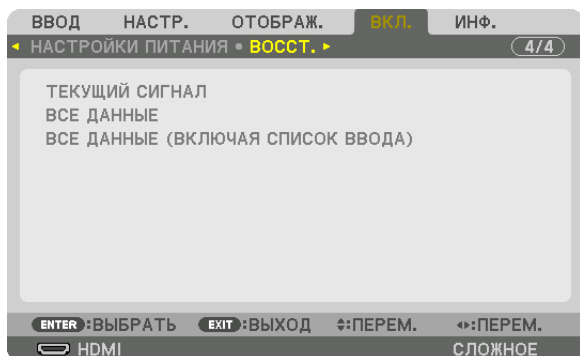 ВВОД НАСТР. ОТОБРАЖ. ВКЛ. ИНФ.
НАСТРОЙКИ ПИТАНИЯ • ВОССТ. 4/4
ТЕКУЩИЙ СИГНАЛ
ВСЕ ДАННЫЕ
ВСЕ ДАННЫЕ (ВКЛЮЧАЯ СПИСОК ВВОДА)
ENTER :ВЫБРАТЬ EXIT :ВЫХОД :ПЕРЕМ. :ПЕРЕМ.
HDMI СЛОЖНОЕ